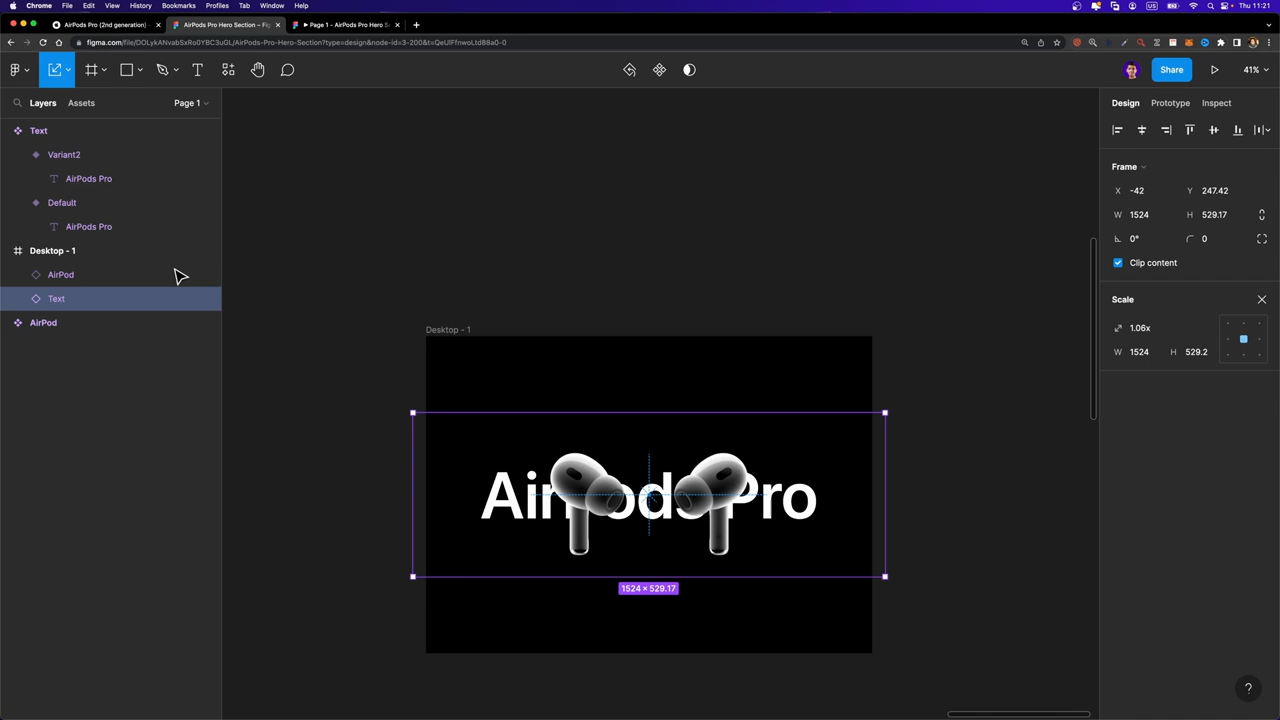 Chrome File Edit View History Bookmarks Profiles Tab Window Help US Thu 11:21
AirPods Pro (2nd generation) - AirPods Pro Hero Section – Fi Page 1 - AirPods Pro Hero S
figma.com/file/DOLykANvabSxRo0YBC3uGL/AirPods-Pro-Hero-Section?type=design&node-id=3-200&t=QeUlFfnwoLtd88a0-0
Share 41%
Layers Assets Page 1
Design Prototype Inspect
Text
Variant2
AirPods Pro
Default
AirPods Pro
Desktop - 1
AirPod
Text
AirPod
Frame
X -42 Y 247.42
W 1524 H 529.17
0° 0
Clip content
Scale
1.06x
W 1524 H 529.2
Desktop - 1
AirPods Pro
1524 × 529.17
?